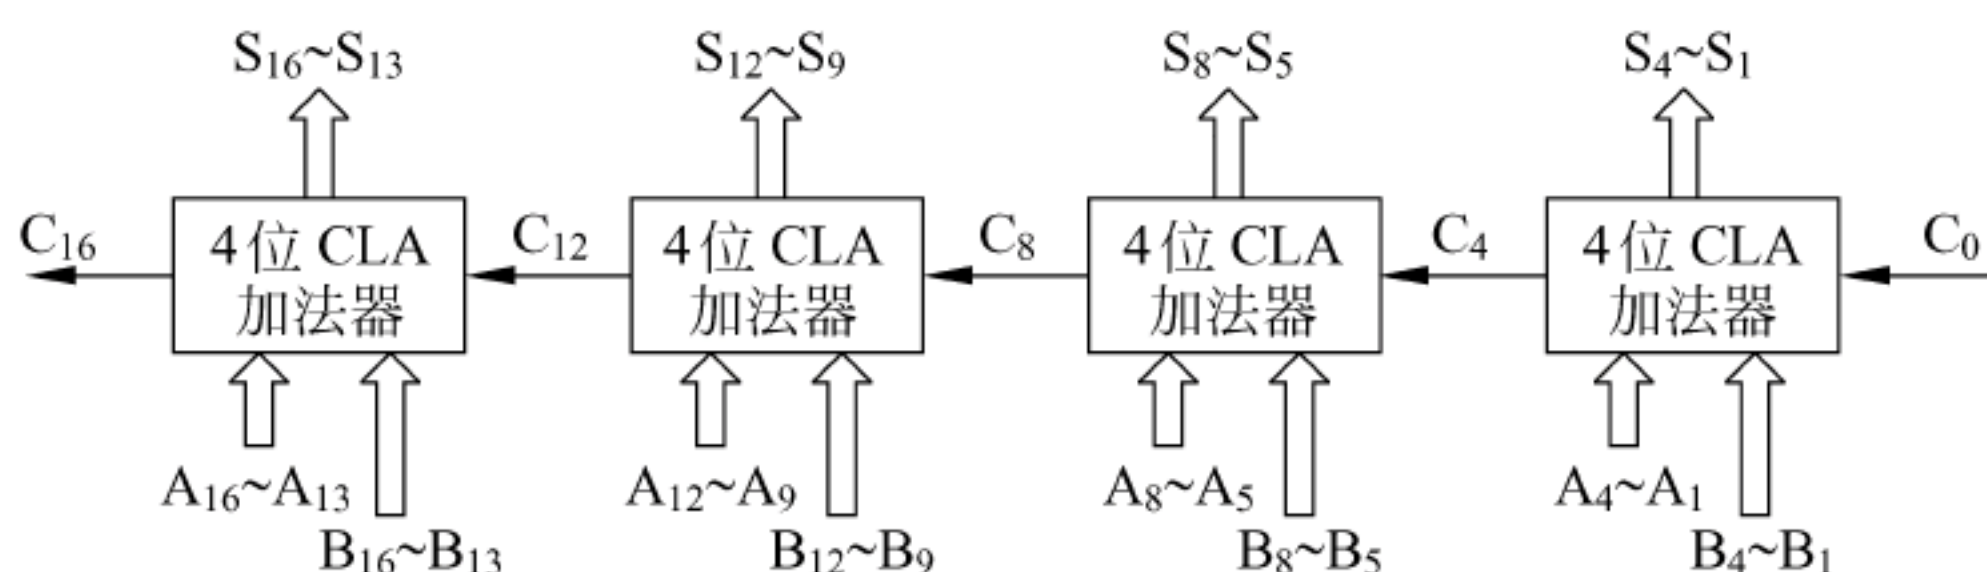 S₁₆~S₁₃ S₁₂~S₉ S₈~S₅ S₄~S₁
C₁₆ 4位 CLA 加法器 C₁₂ 4位 CLA 加法器 C₈ 4位 CLA 加法器 C₄ 4位 CLA 加法器 C₀
A₁₆~A₁₃ A₁₂~A₉ A₈~A₅ A₄~A₁
B₁₆~B₁₃ B₁₂~B₉ B₈~B₅ B₄~B₁